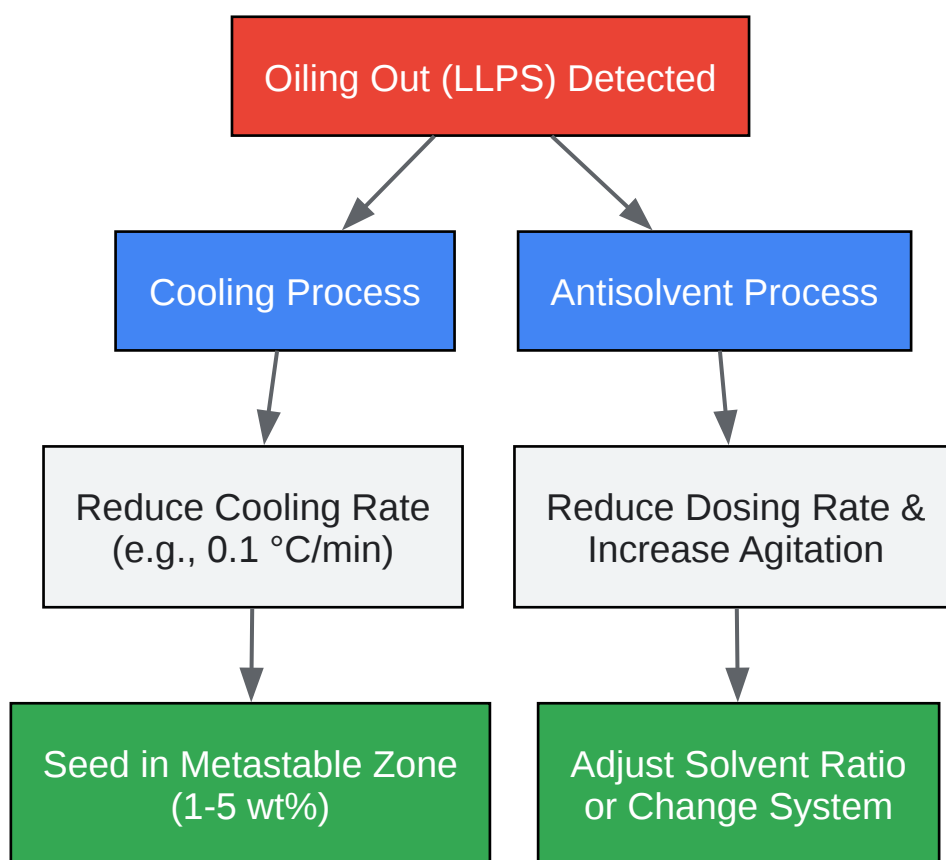 Oiling Out (LLPS) Detected
Cooling Process
Antisolvent Process
Reduce Cooling Rate
(e.g., 0.1 °C/min)
Reduce Dosing Rate &
Increase Agitation
Seed in Metastable Zone
(1-5 wt%)
Adjust Solvent Ratio
or Change System